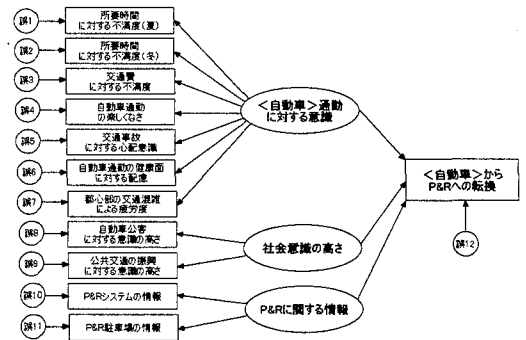 誤1
所要時間
に対する不満度(夏)
誤2
所要時間
に対する不満度(冬)
誤3
交通費
に対する不満度
誤4
自動車通勤
の楽しくなさ
誤5
交通事故
に対する心配意識
誤6
自動車通勤の健康面
に対する配慮
誤7
都心部の交通混雑
による疲労度
誤8
自動車公害
に対する意識の高さ
誤9
公共交通の振興
に対する意識の高さ
誤10
P&Rシステムの情報
誤11
P&R駐車場の情報
<自動車>通勤
に対する意識
社会意識の高さ
P&Rに関する情報
<自動車>から
P&Rへの転換
誤12